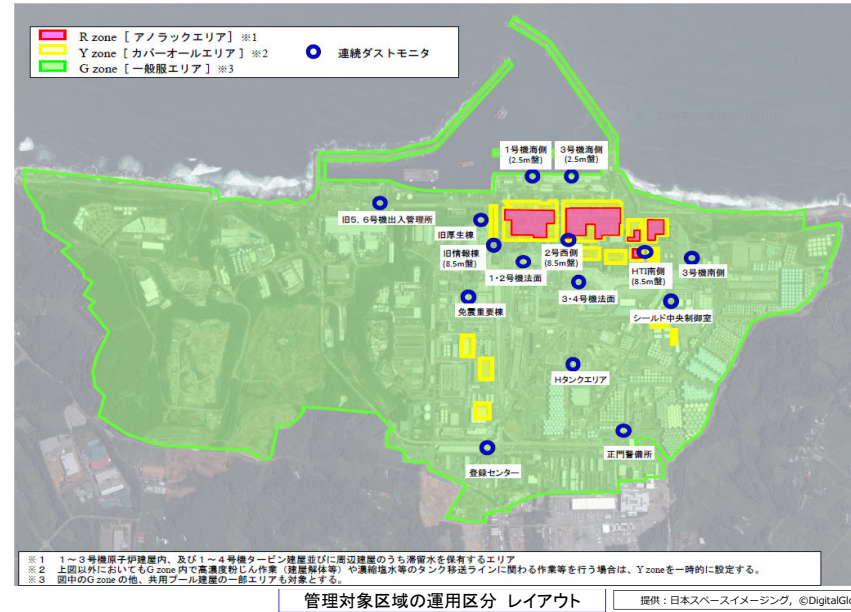 R zone [ アノラックエリア] ※1
Y zone [ カバーオールエリア] ※2
G zone [ 一般服エリア ] ※3
連続ダストモニタ
1号機海側
(2.5m盤)
3号機海側
(2.5m盤)
旧5，6号機出入管理所
旧厚生棟
旧情報棟
(8.5m盤)
2号西側
(8.5m盤)
1・2号機法面
HTI南側
(8.5m盤)
3号機南側
3・4号機法面
免震重要棟
シールド中央制御室
Hタンクエリア
正門警備所
登録センター
※1 1～3号機原子炉建屋内、及び1～4号機タービン建屋並びに周辺建屋のうち滞留水を保有するエリア
※2 上図以外においてもG zone 内で高濃度粉じん作業（建屋解体等）や濃縮塩水等のタンク移送ラインに関わる作業等を行う場合は、Y zoneを一時的に設定する。
※3 図中のG zone の他、共用プール建屋の一部エリアも対象とする。
管理対象区域の運用区分 レイアウト
提供：日本スペースイメージング，©DigitalGlo